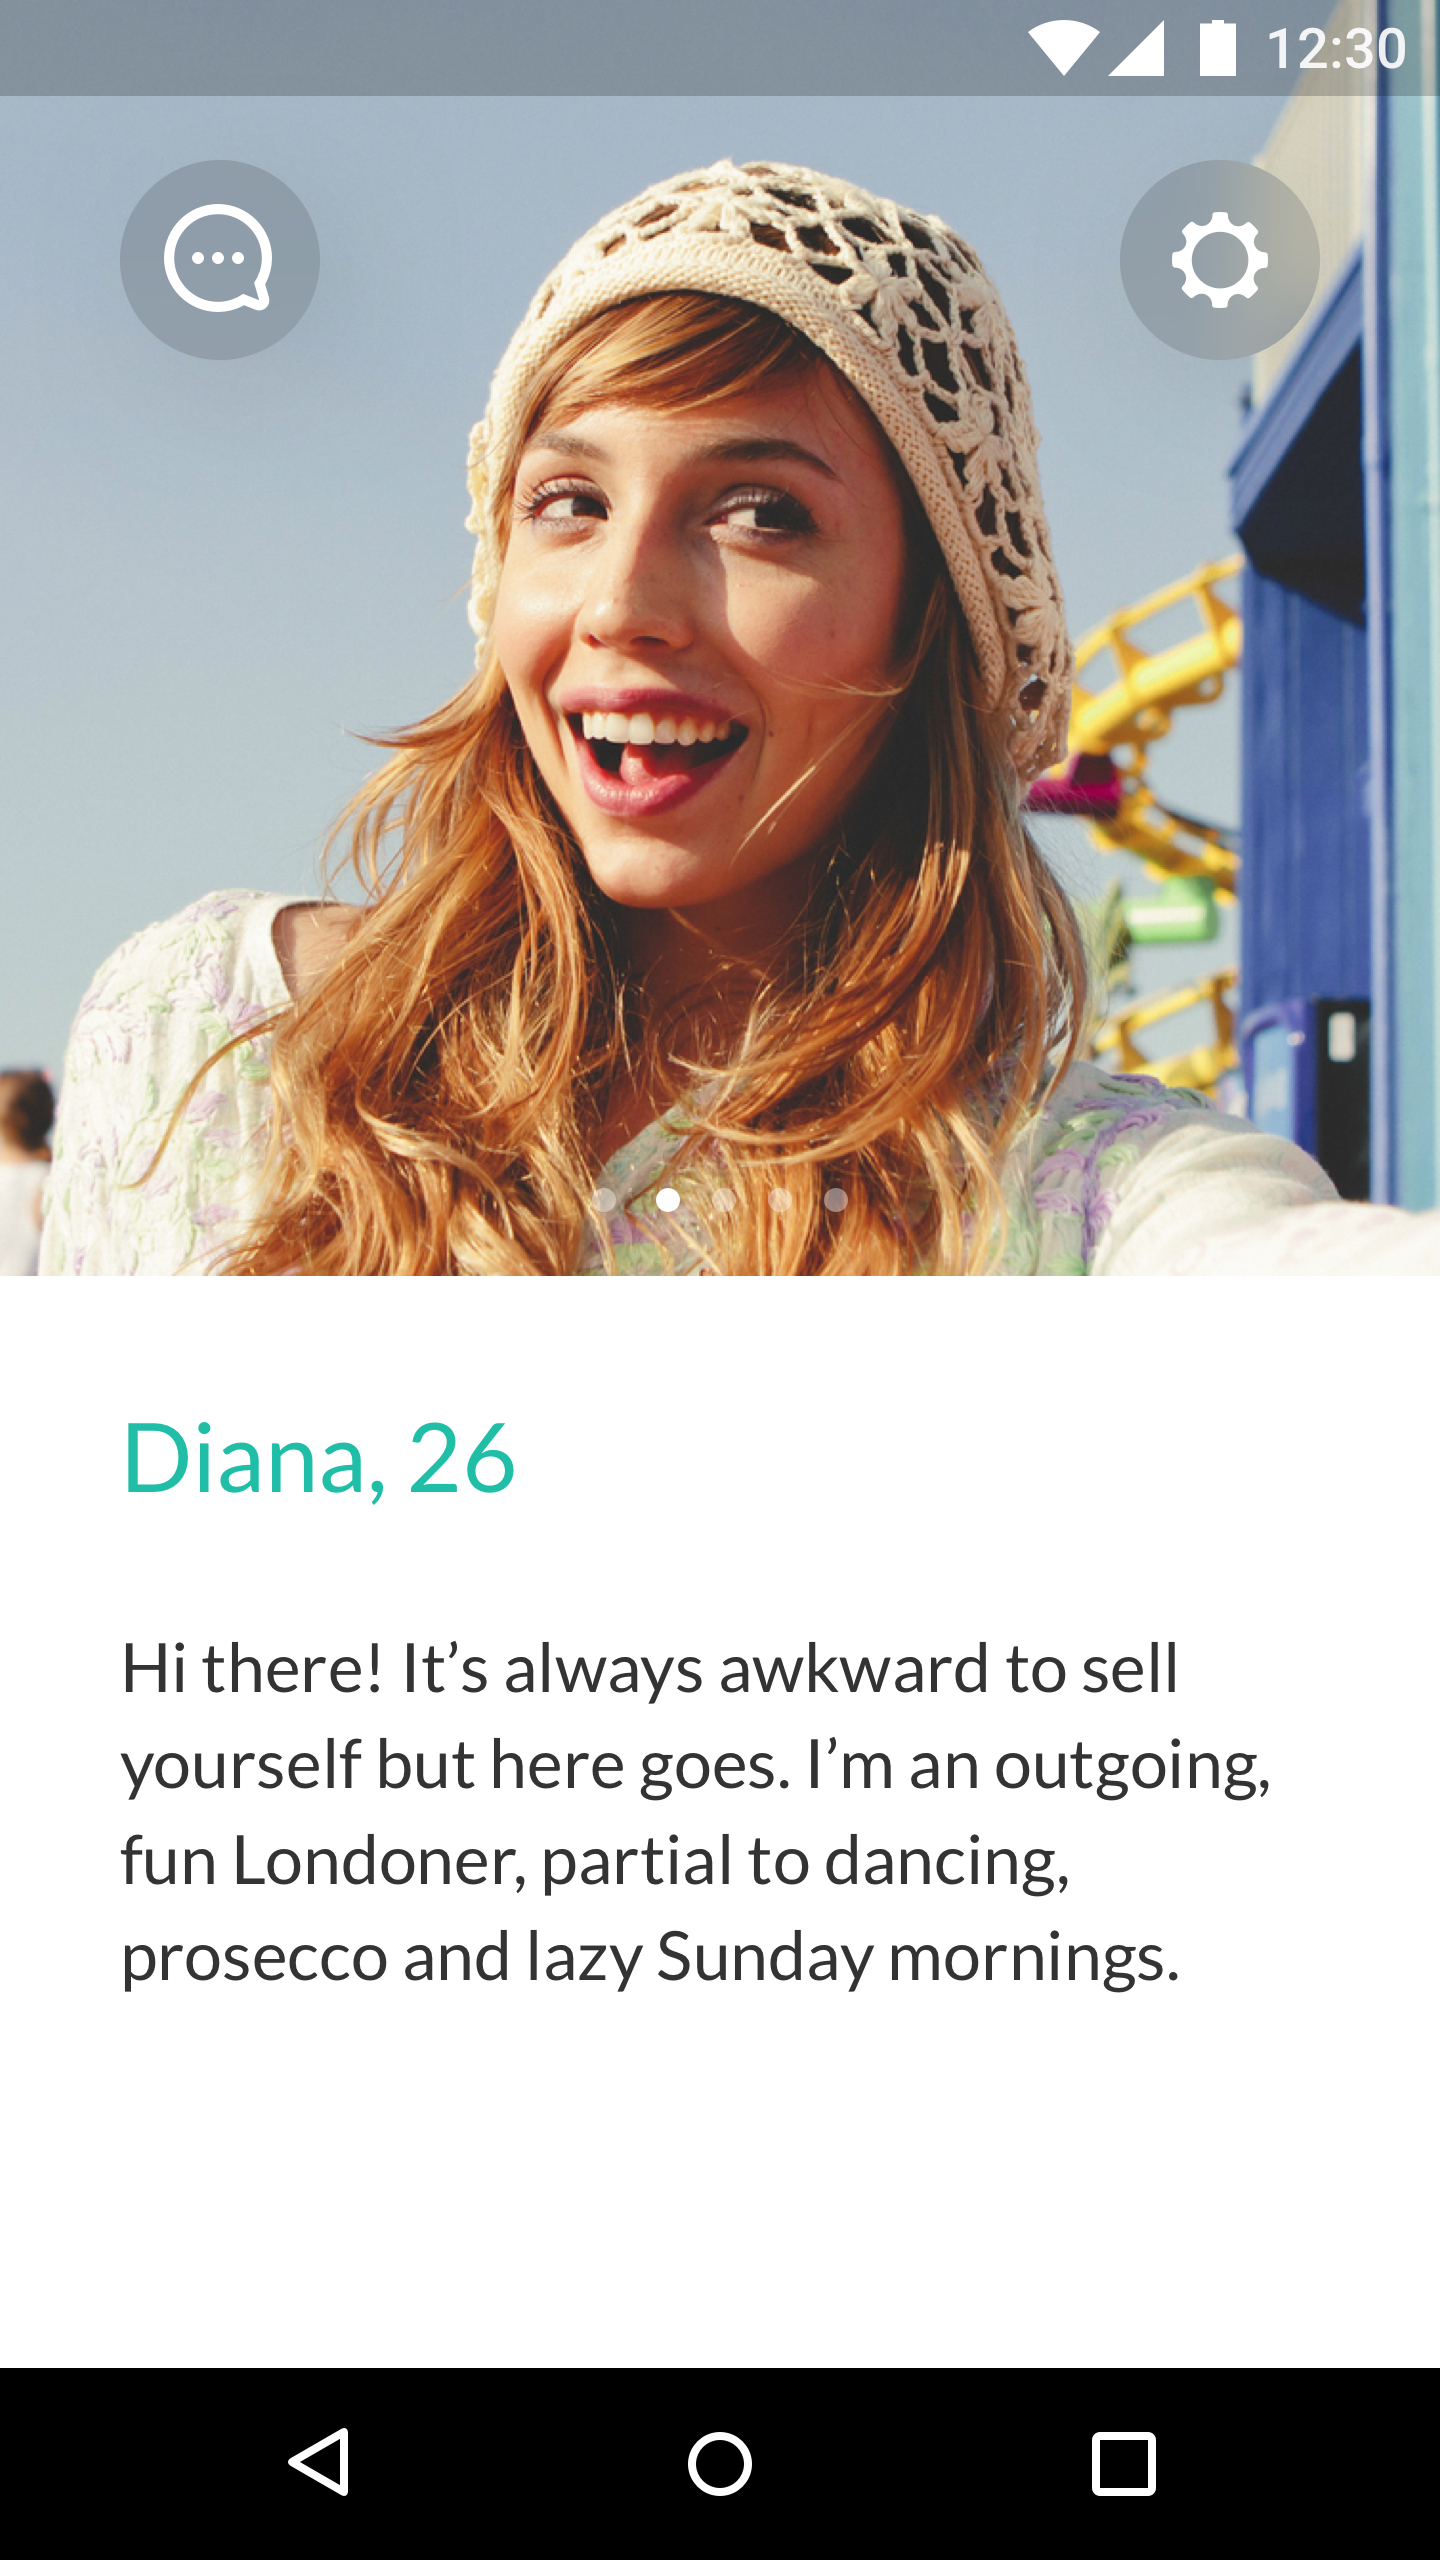 12:30
Diana, 26
Hi there! It’s always awkward to sell
yourself but here goes. I’m an outgoing,
fun Londoner, partial to dancing,
prosecco and lazy Sunday mornings.